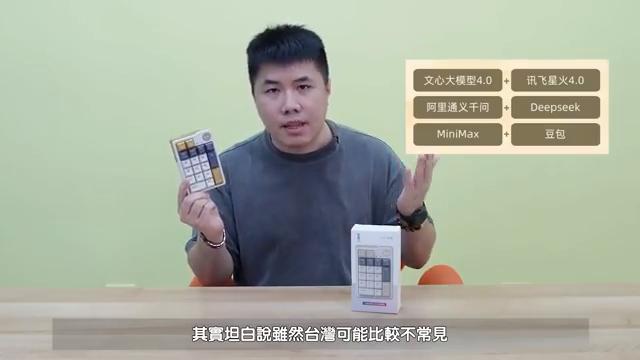 文心大模型4.0 + 讯飞星火4.0
阿里通义千问 + Deepseek
MiniMax + 豆包
其實坦白說雖然台灣可能比較不常見